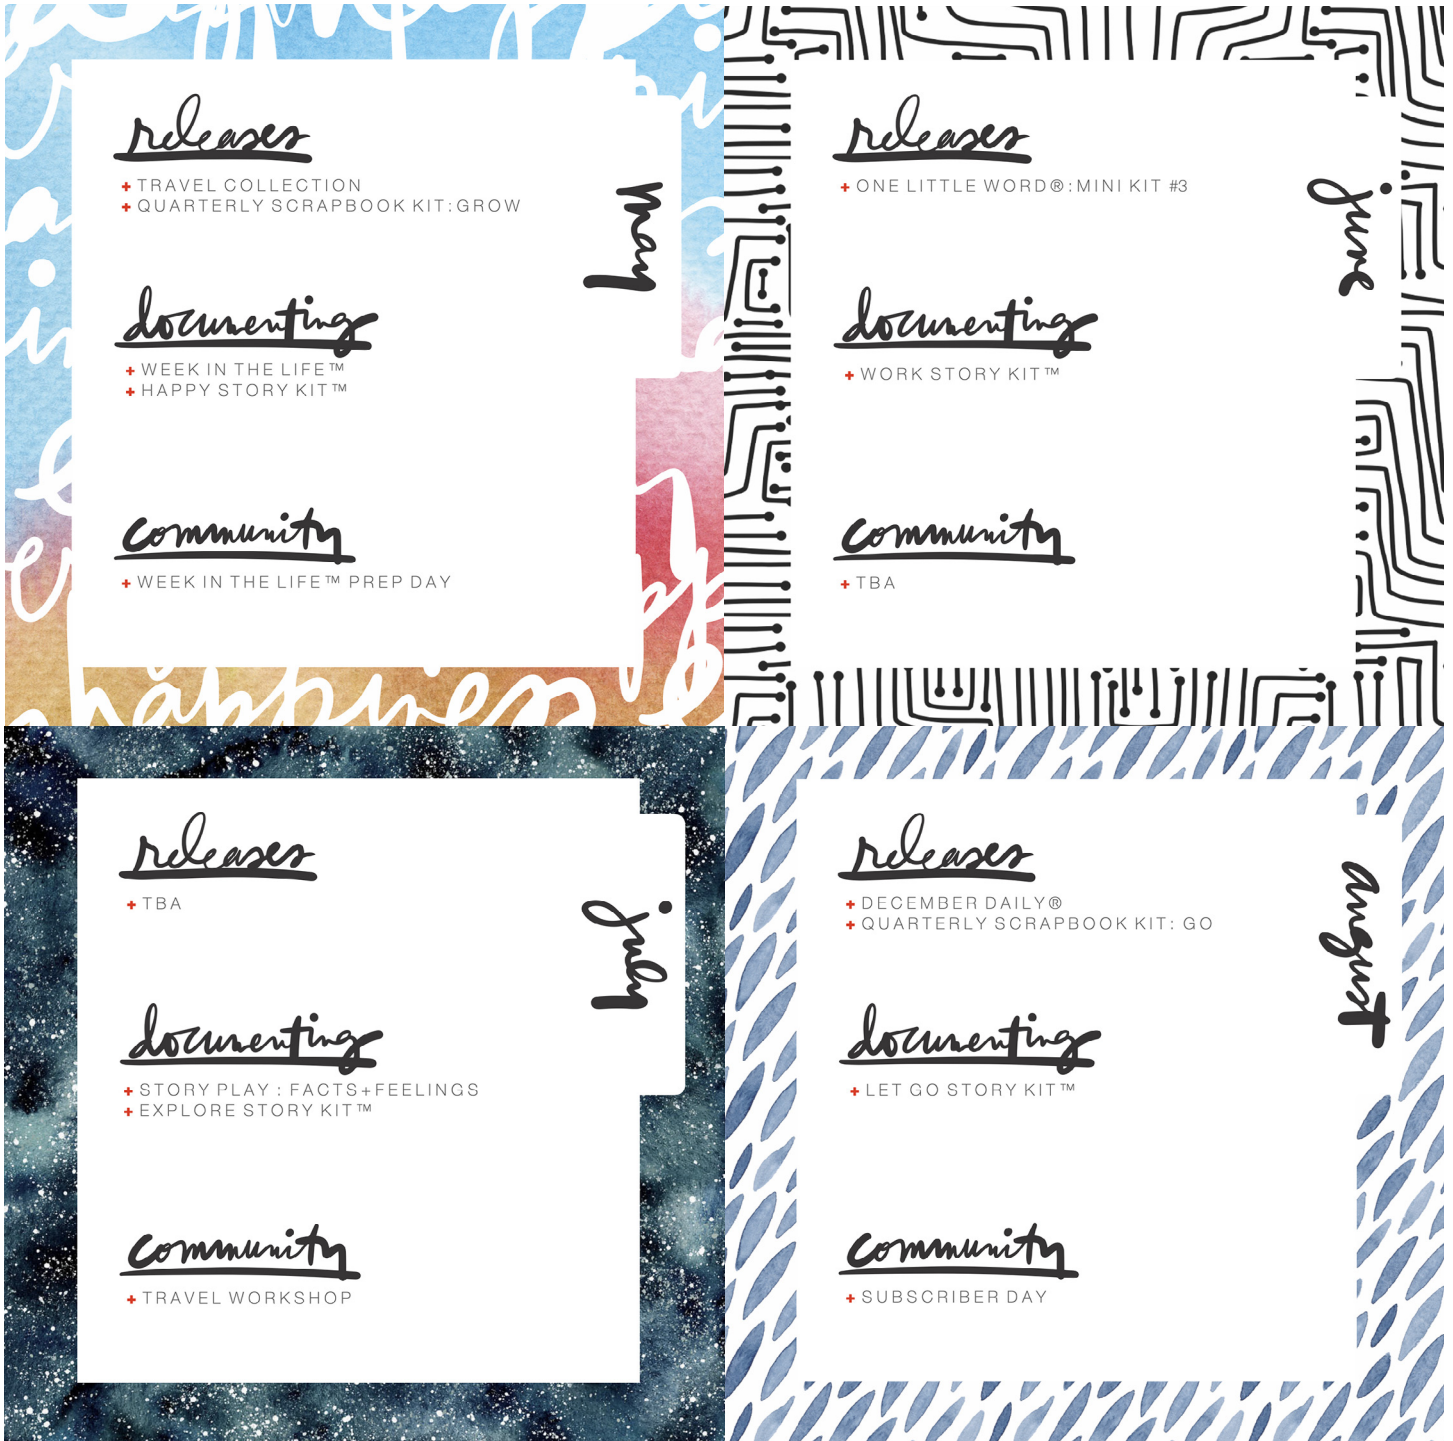 releases
+ TRAVEL COLLECTION
+ QUARTERLY SCRAPBOOK KIT: GROW
may
documenting
+ WEEK IN THE LIFE™
+ HAPPY STORY KIT™
community
+ WEEK IN THE LIFE™ PREP DAY
happiness
releases
+ ONE LITTLE WORD®: MINI KIT #3
june
documenting
+ WORK STORY KIT™
community
+ TBA
releases
+ TBA
july
documenting
+ STORY PLAY : FACTS+FEELINGS
+ EXPLORE STORY KIT™
community
+ TRAVEL WORKSHOP
releases
+ DECEMBER DAILY®
+ QUARTERLY SCRAPBOOK KIT: GO
august
documenting
+ LET GO STORY KIT™
community
+ SUBSCRIBER DAY